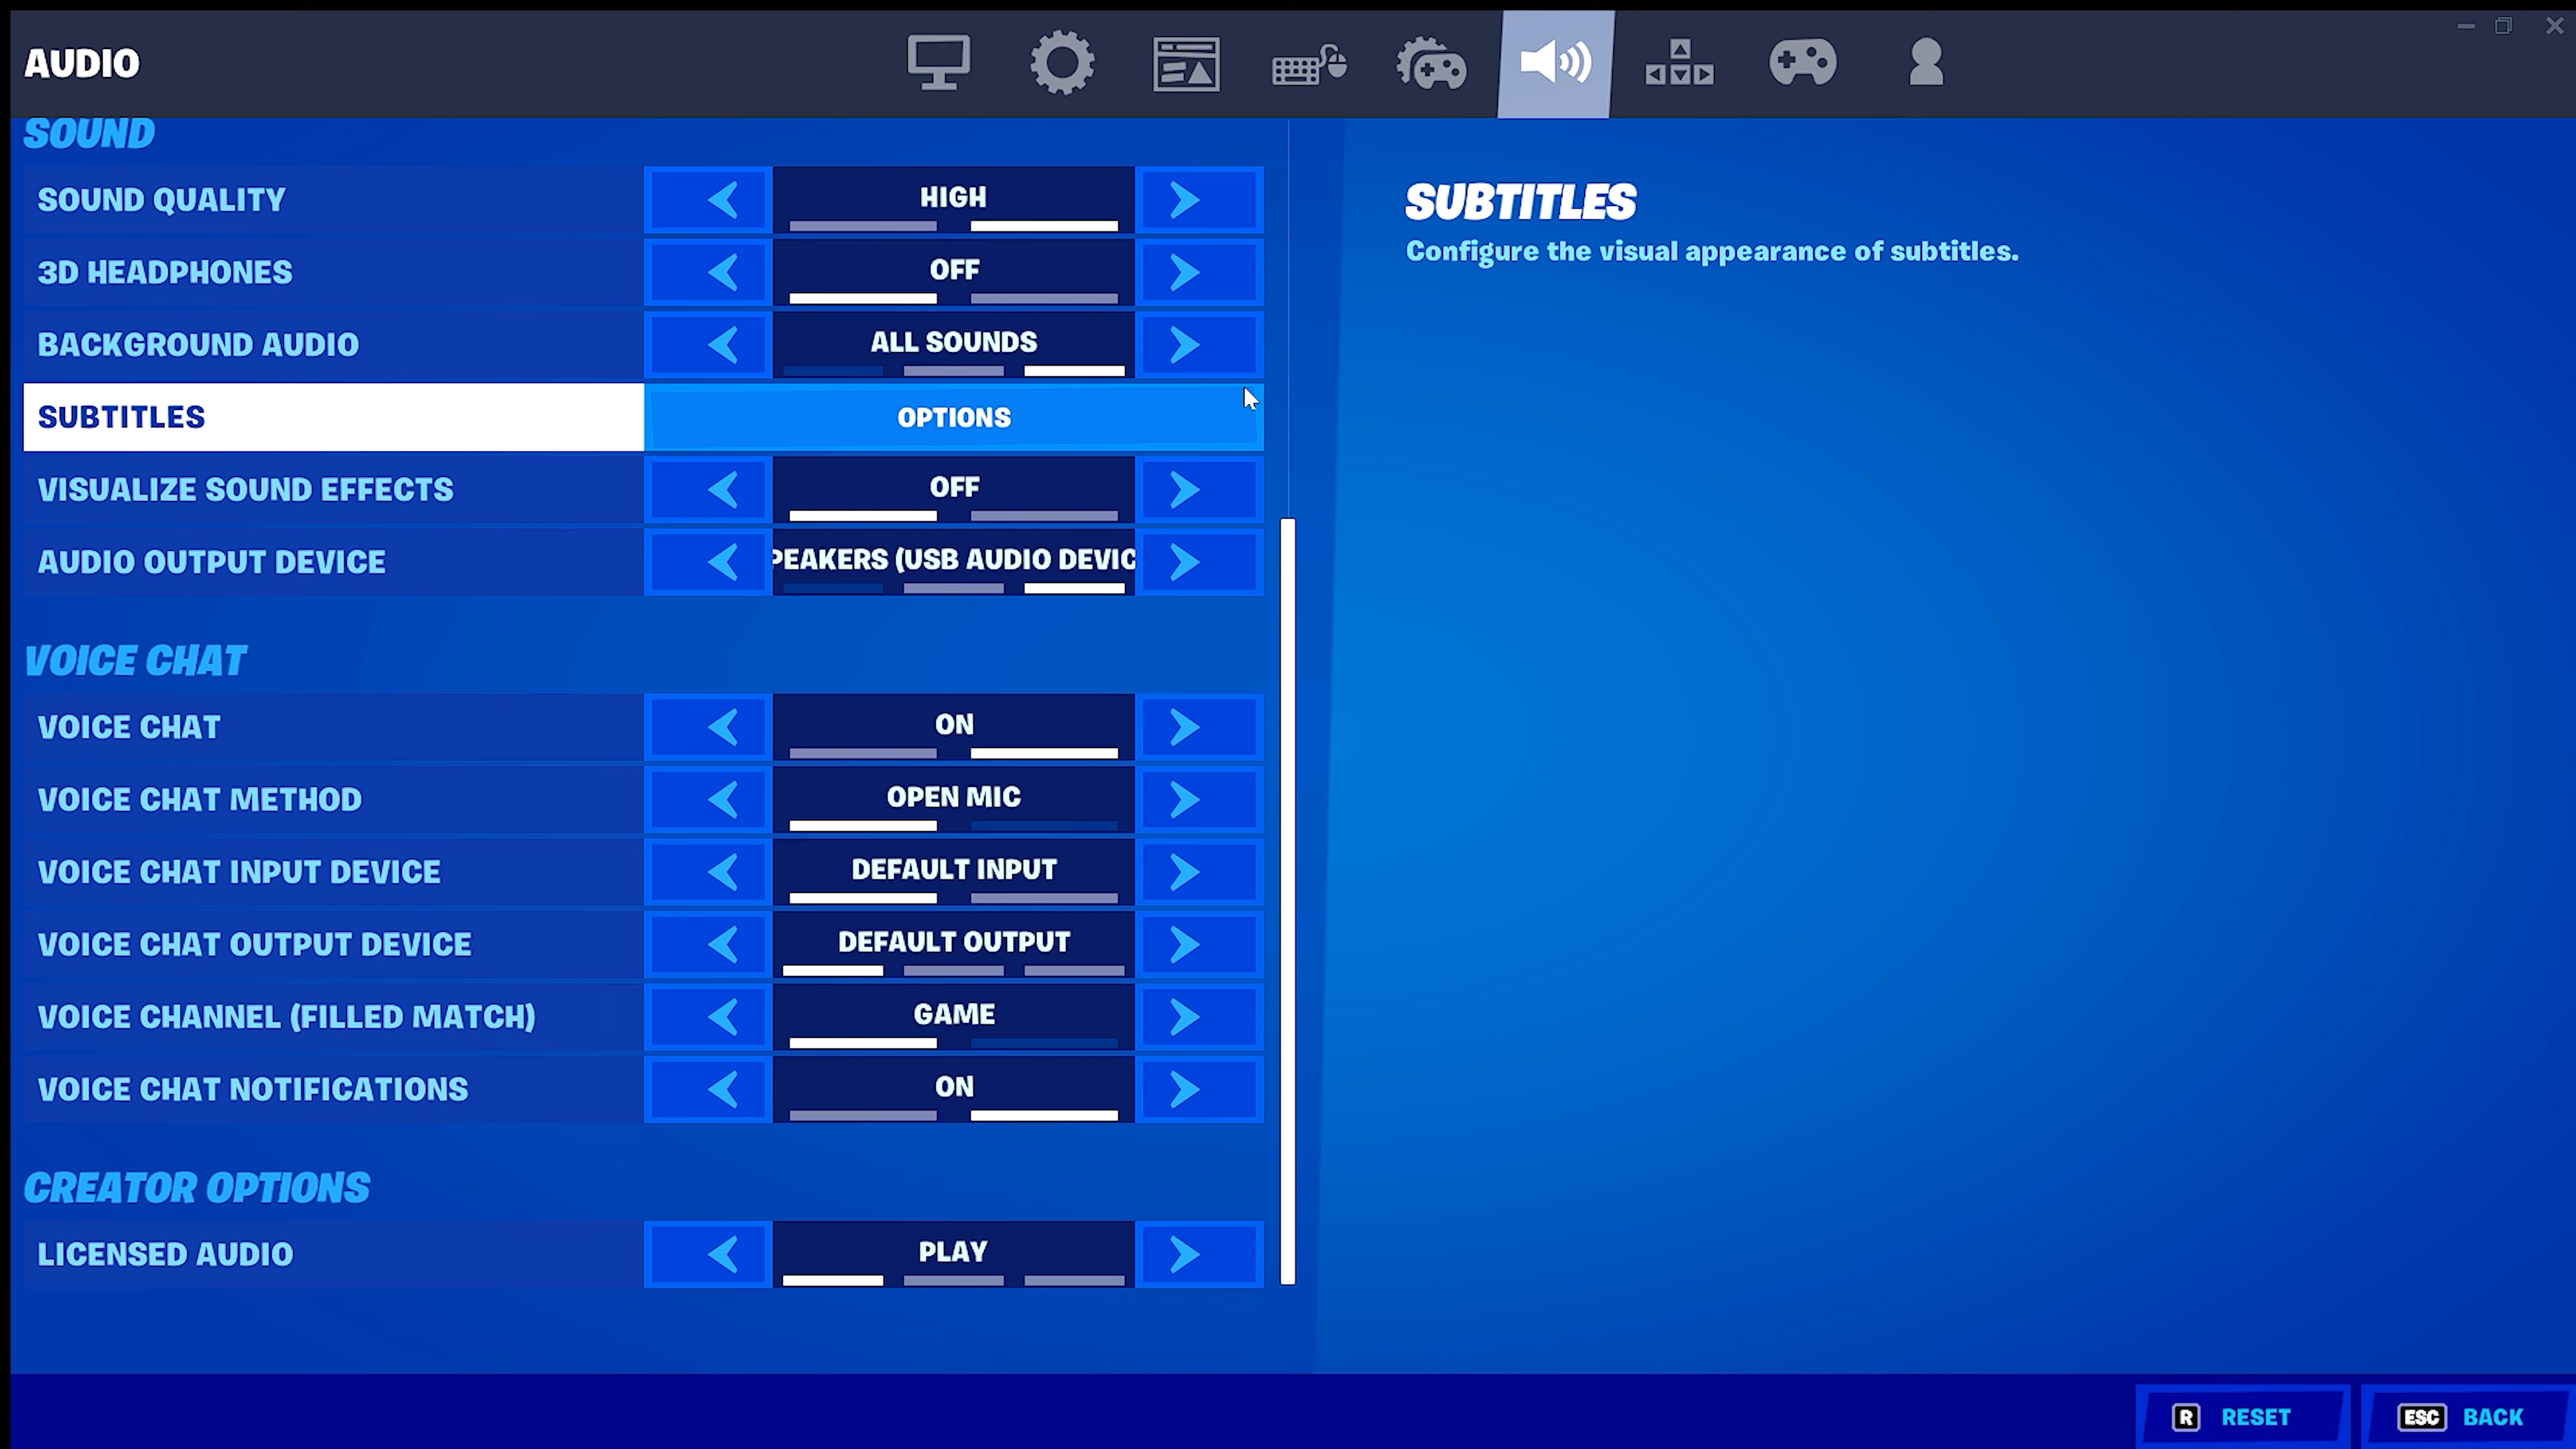 AUDIO
SOUND
SOUND QUALITY HIGH
3D HEADPHONES OFF
BACKGROUND AUDIO ALL SOUNDS
SUBTITLES OPTIONS
VISUALIZE SOUND EFFECTS OFF
AUDIO OUTPUT DEVICE PEAKERS (USB AUDIO DEVIC
VOICE CHAT
VOICE CHAT ON
VOICE CHAT METHOD OPEN MIC
VOICE CHAT INPUT DEVICE DEFAULT INPUT
VOICE CHAT OUTPUT DEVICE DEFAULT OUTPUT
VOICE CHANNEL (FILLED MATCH) GAME
VOICE CHAT NOTIFICATIONS ON
CREATOR OPTIONS
LICENSED AUDIO PLAY
SUBTITLES
Configure the visual appearance of subtitles.
R RESET ESC BACK